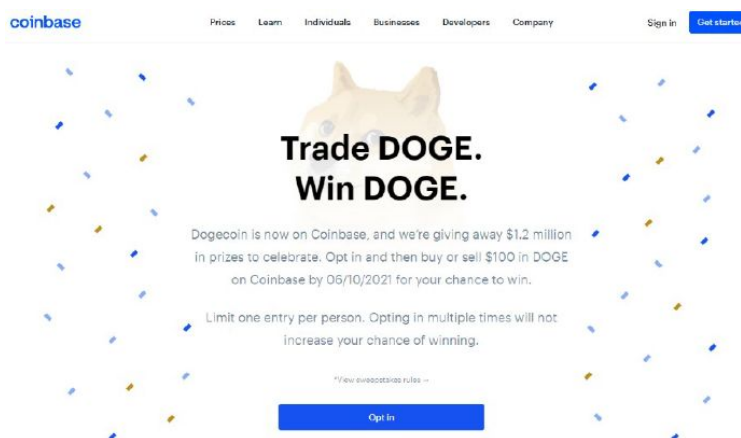 coinbase Prices Learn Individuals Businesses Developers Company Sign in Get started
Trade DOGE.
Win DOGE.
Dogecoin is now on Coinbase, and we're giving away $1.2 million
in prizes to celebrate. Opt in and then buy or sell $100 in DOGE
on Coinbase by 06/10/2021 for your chance to win.
Limit one entry per person. Opting in multiple times will not
increase your chance of winning.
*View sweepstakes rules →
Opt in